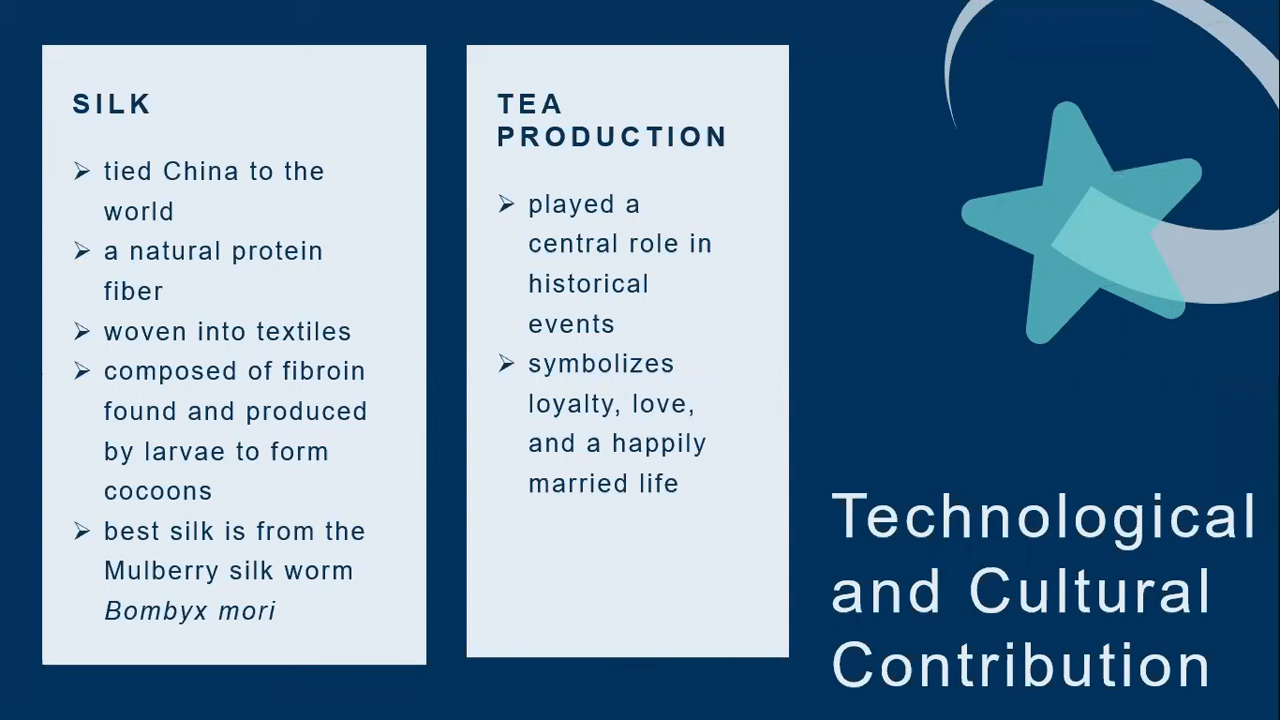 SILK
➢ tied China to the
world
➢ a natural protein
fiber
➢ woven into textiles
➢ composed of fibroin
found and produced
by larvae to form
cocoons
➢ best silk is from the
Mulberry silk worm
Bombyx mori
TEA
PRODUCTION
➢ played a
central role in
historical
events
➢ symbolizes
loyalty, love,
and a happily
married life
Technological
and Cultural
Contribution